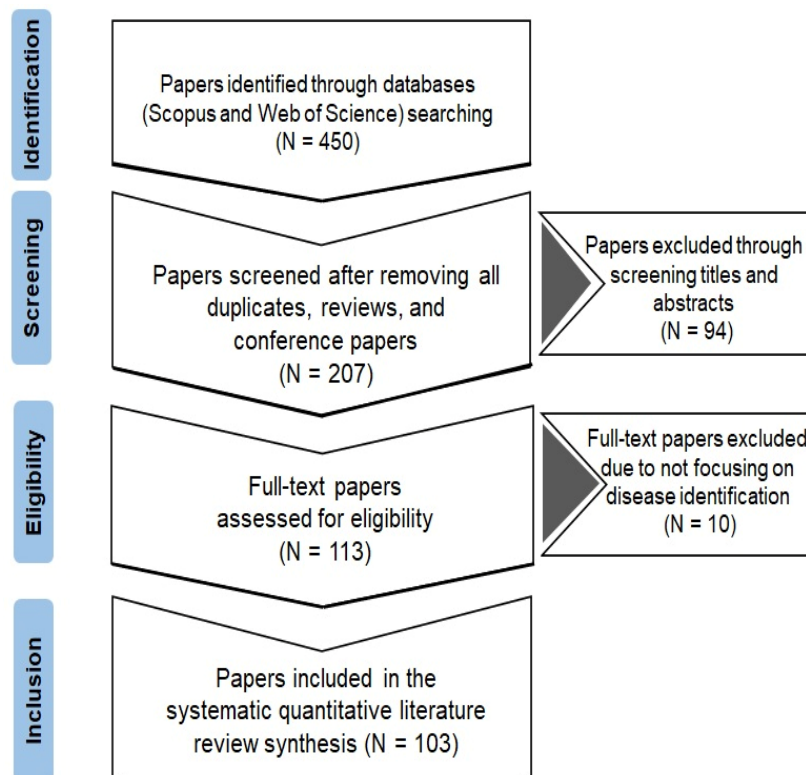 Identification
Papers identified through databases
(Scopus and Web of Science) searching
(N = 450)
Screening
Papers screened after removing all
duplicates, reviews, and
conference papers
(N = 207)
Papers excluded through
screening titles and
abstracts
(N = 94)
Eligibility
Full-text papers
assessed for eligibility
(N = 113)
Full-text papers excluded
due to not focusing on
disease identification
(N = 10)
Inclusion
Papers included in the
systematic quantitative literature
review synthesis (N = 103)